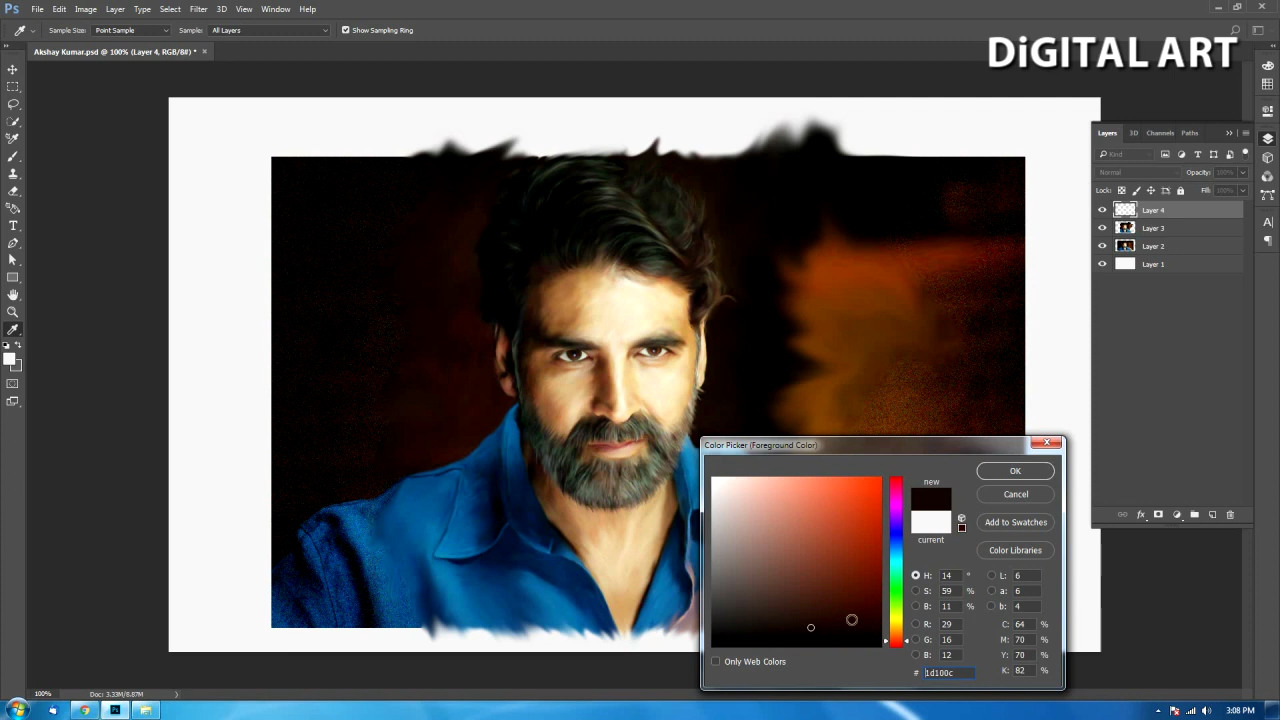 Ps File Edit Image Layer Type Select Filter 3D View Window Help
Sample Size: Point Sample Sample: All Layers Show Sampling Ring
Akshay Kumar.psd @ 100% (Layer 4, RGB/8#) * ×
DiGITAL ART
Layers 3D Channels Paths
Kind
Normal Opacity: 100%
Lock: Fill: 100%
Layer 4
Layer 3
Layer 2
Layer 1
fx
Color Picker (Foreground Color)
new
current
OK
Cancel
Add to Swatches
Color Libraries
H: 14 ° L: 6
S: 59 % a: 6
B: 11 % b: 4
R: 29 C: 64 %
G: 16 M: 70 %
B: 12 Y: 70 %
# 1d100c K: 82 %
Only Web Colors
100% Doc: 3.33M/8.87M
Ps
3:08 PM